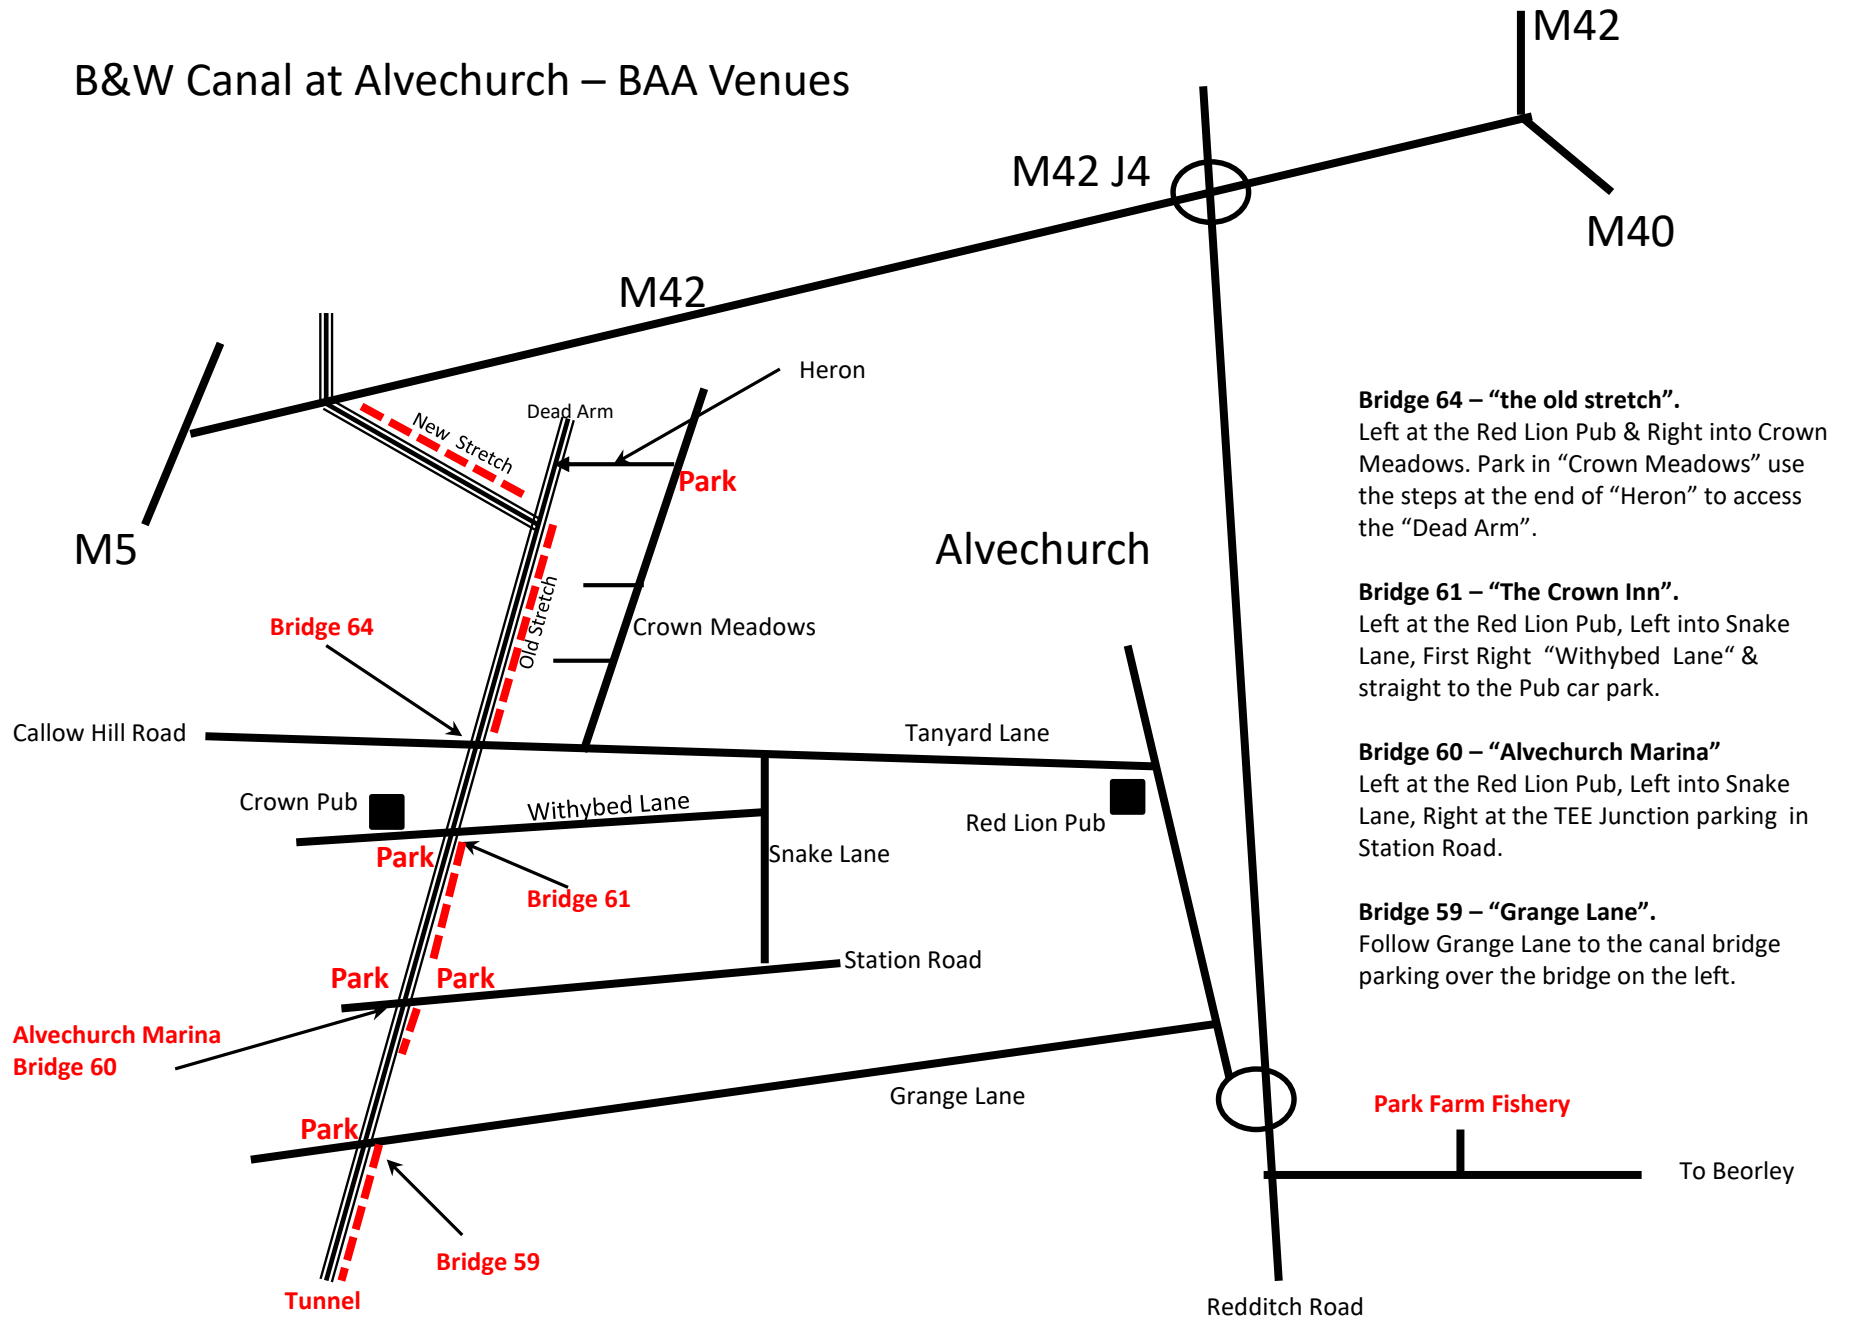 B&W Canal at Alvechurch – BAA Venues
M42
M42 J4
M40
M42
Heron
Dead Arm
New Stretch
Park
M5
Alvechurch
Old Stretch
Bridge 64
Crown Meadows
Callow Hill Road
Tanyard Lane
Crown Pub
Withybed Lane
Red Lion Pub
Park
Snake Lane
Bridge 61
Station Road
Park
Park
Alvechurch Marina
Bridge 60
Grange Lane
Park
Bridge 59
Tunnel
Redditch Road
Bridge 64 – “the old stretch”.
Left at the Red Lion Pub & Right into Crown
Meadows. Park in “Crown Meadows” use
the steps at the end of “Heron” to access
the “Dead Arm”.
Bridge 61 – “The Crown Inn”.
Left at the Red Lion Pub, Left into Snake
Lane, First Right “Withybed Lane“ &
straight to the Pub car park.
Bridge 60 – “Alvechurch Marina”
Left at the Red Lion Pub, Left into Snake
Lane, Right at the TEE Junction parking in
Station Road.
Bridge 59 – “Grange Lane”.
Follow Grange Lane to the canal bridge
parking over the bridge on the left.
Park Farm Fishery
To Beorley